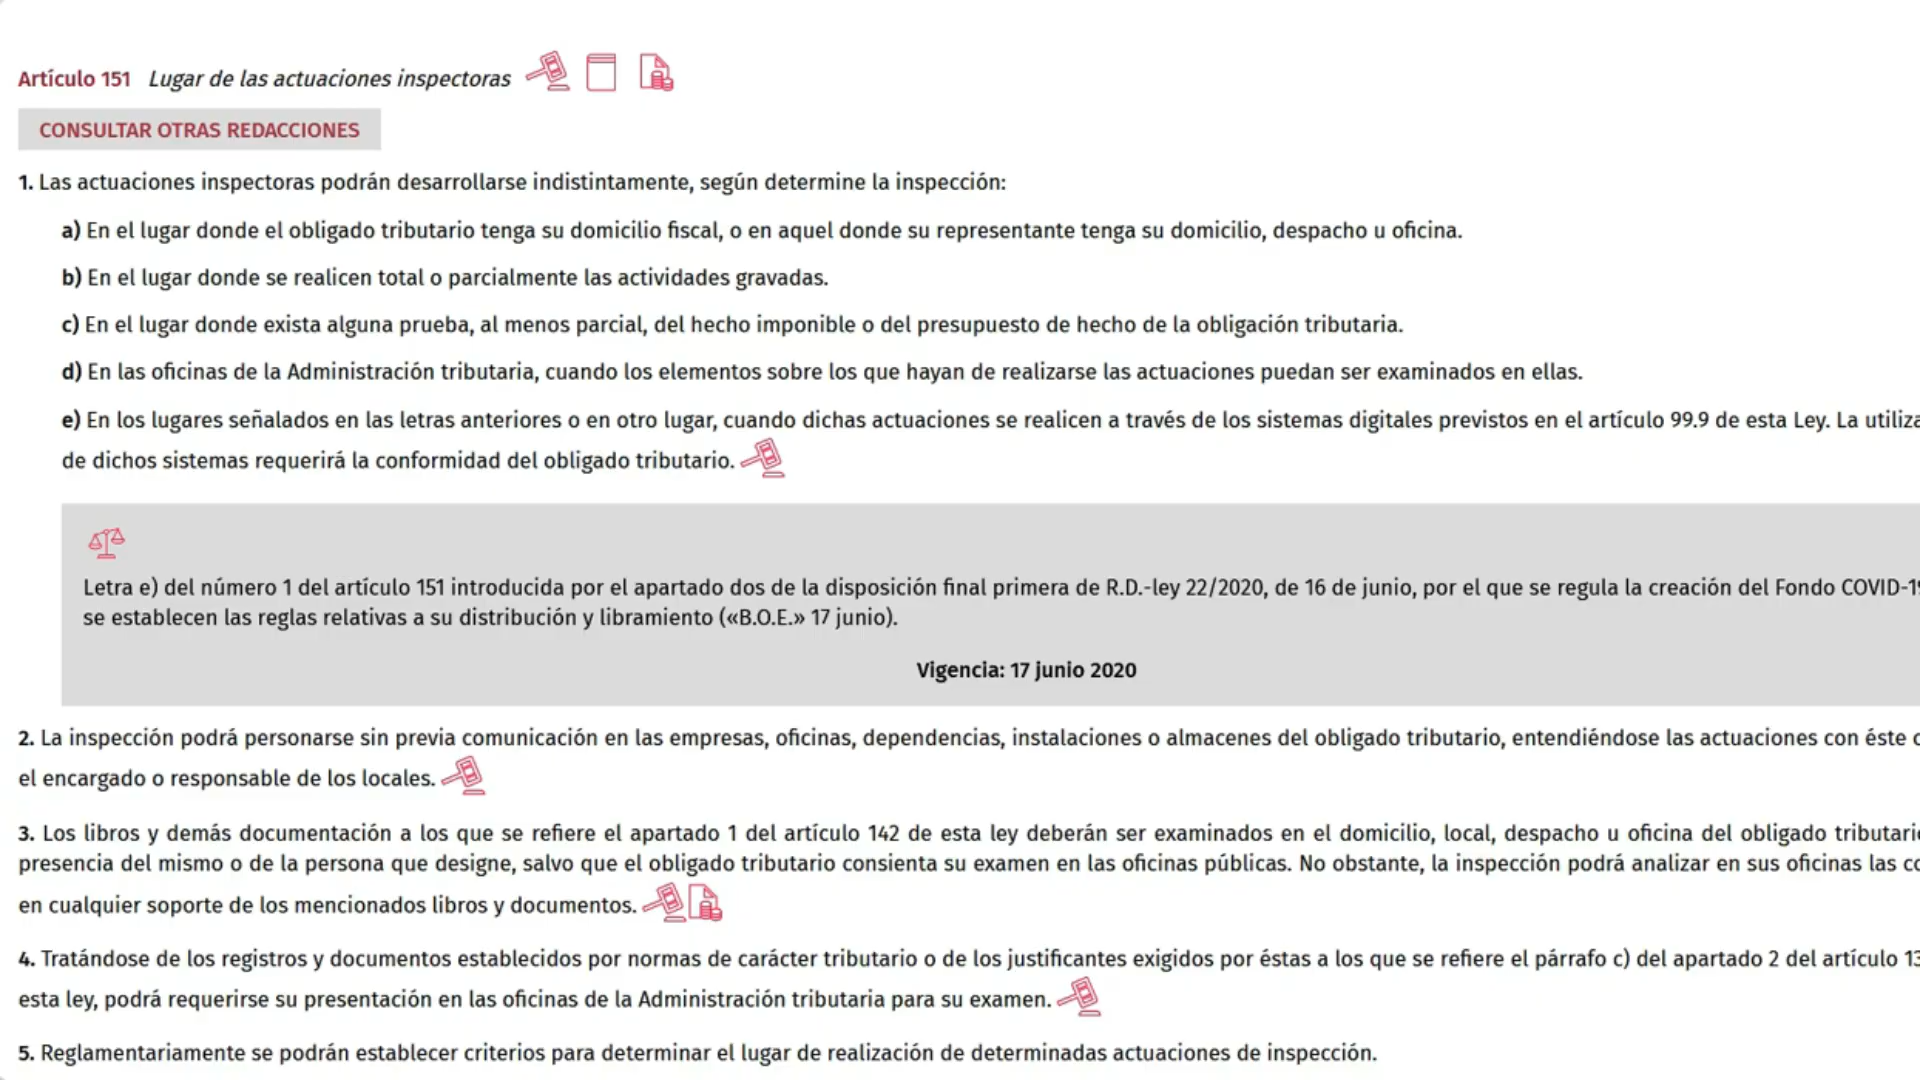 Artículo 151 Lugar de las actuaciones inspectoras
CONSULTAR OTRAS REDACCIONES
1. Las actuaciones inspectoras podrán desarrollarse indistintamente, según determine la inspección:
a) En el lugar donde el obligado tributario tenga su domicilio fiscal, o en aquel donde su representante tenga su domicilio, despacho u oficina.
b) En el lugar donde se realicen total o parcialmente las actividades gravadas.
c) En el lugar donde exista alguna prueba, al menos parcial, del hecho imponible o del presupuesto de hecho de la obligación tributaria.
d) En las oficinas de la Administración tributaria, cuando los elementos sobre los que hayan de realizarse las actuaciones puedan ser examinados en ellas.
e) En los lugares señalados en las letras anteriores o en otro lugar, cuando dichas actuaciones se realicen a través de los sistemas digitales previstos en el artículo 99.9 de esta Ley. La
de dichos sistemas requerirá la conformidad del obligado tributario.
Letra e) del número 1 del artículo 151 introducida por el apartado dos de la disposición final primera de R.D.-ley 22/2020, de 16 de junio, por el que se regula la creación del Fondo
se establecen las reglas relativas a su distribución y libramiento («B.O.E.» 17 junio).
Vigencia: 17 junio 2020
2. La inspección podrá personarse sin previa comunicación en las empresas, oficinas, dependencias, instalaciones o almacenes del obligado tributario, entendiéndose las actuaciones con éste
el encargado o responsable de los locales.
3. Los libros y demás documentación a los que se refiere el apartado 1 del artículo 142 de esta ley deberán ser examinados en el domicilio, local, despacho u oficina del obligado
presencia del mismo o de la persona que designe, salvo que el obligado tributario consienta su examen en las oficinas públicas. No obstante, la inspección podrá analizar en sus oficinas las
en cualquier soporte de los mencionados libros y documentos.
4. Tratándose de los registros y documentos establecidos por normas de carácter tributario o de los justificantes exigidos por éstas a los que se refiere el párrafo c) del apartado 2 del artículo
esta ley, podrá requerirse su presentación en las oficinas de la Administración tributaria para su examen.
5. Reglamentariamente se podrán establecer criterios para determinar el lugar de realización de determinadas actuaciones de inspección.